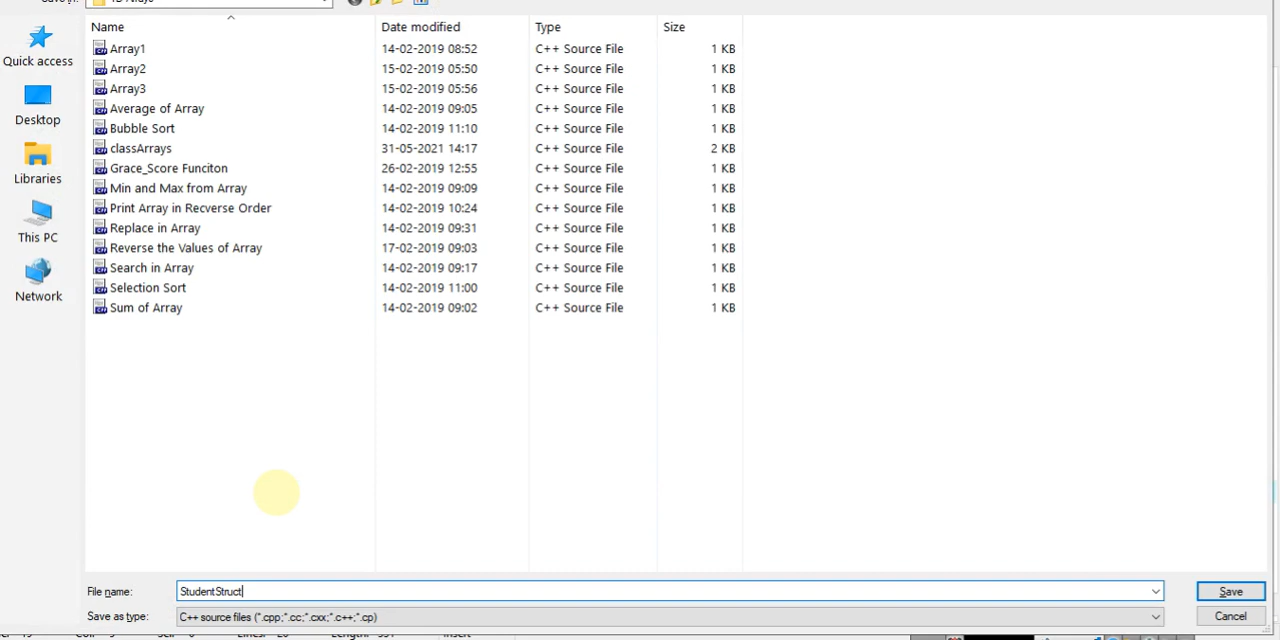 Name Date modified Type Size
Quick access
Desktop
Libraries
This PC
Network
Array1 14-02-2019 08:52 C++ Source File 1 KB
Array2 15-02-2019 05:50 C++ Source File 1 KB
Array3 15-02-2019 05:56 C++ Source File 1 KB
Average of Array 14-02-2019 09:05 C++ Source File 1 KB
Bubble Sort 14-02-2019 11:10 C++ Source File 1 KB
classArrays 31-05-2021 14:17 C++ Source File 2 KB
Grace_Score Funciton 26-02-2019 12:55 C++ Source File 1 KB
Min and Max from Array 14-02-2019 09:09 C++ Source File 1 KB
Print Array in Recverse Order 14-02-2019 10:24 C++ Source File 1 KB
Replace in Array 14-02-2019 09:31 C++ Source File 1 KB
Reverse the Values of Array 17-02-2019 09:03 C++ Source File 1 KB
Search in Array 14-02-2019 09:17 C++ Source File 1 KB
Selection Sort 14-02-2019 11:00 C++ Source File 1 KB
Sum of Array 14-02-2019 09:02 C++ Source File 1 KB
File name: StudentStruct Save
Save as type: C++ source files (*.cpp;*.cc;*.cxx;*.c++;*.cp) Cancel